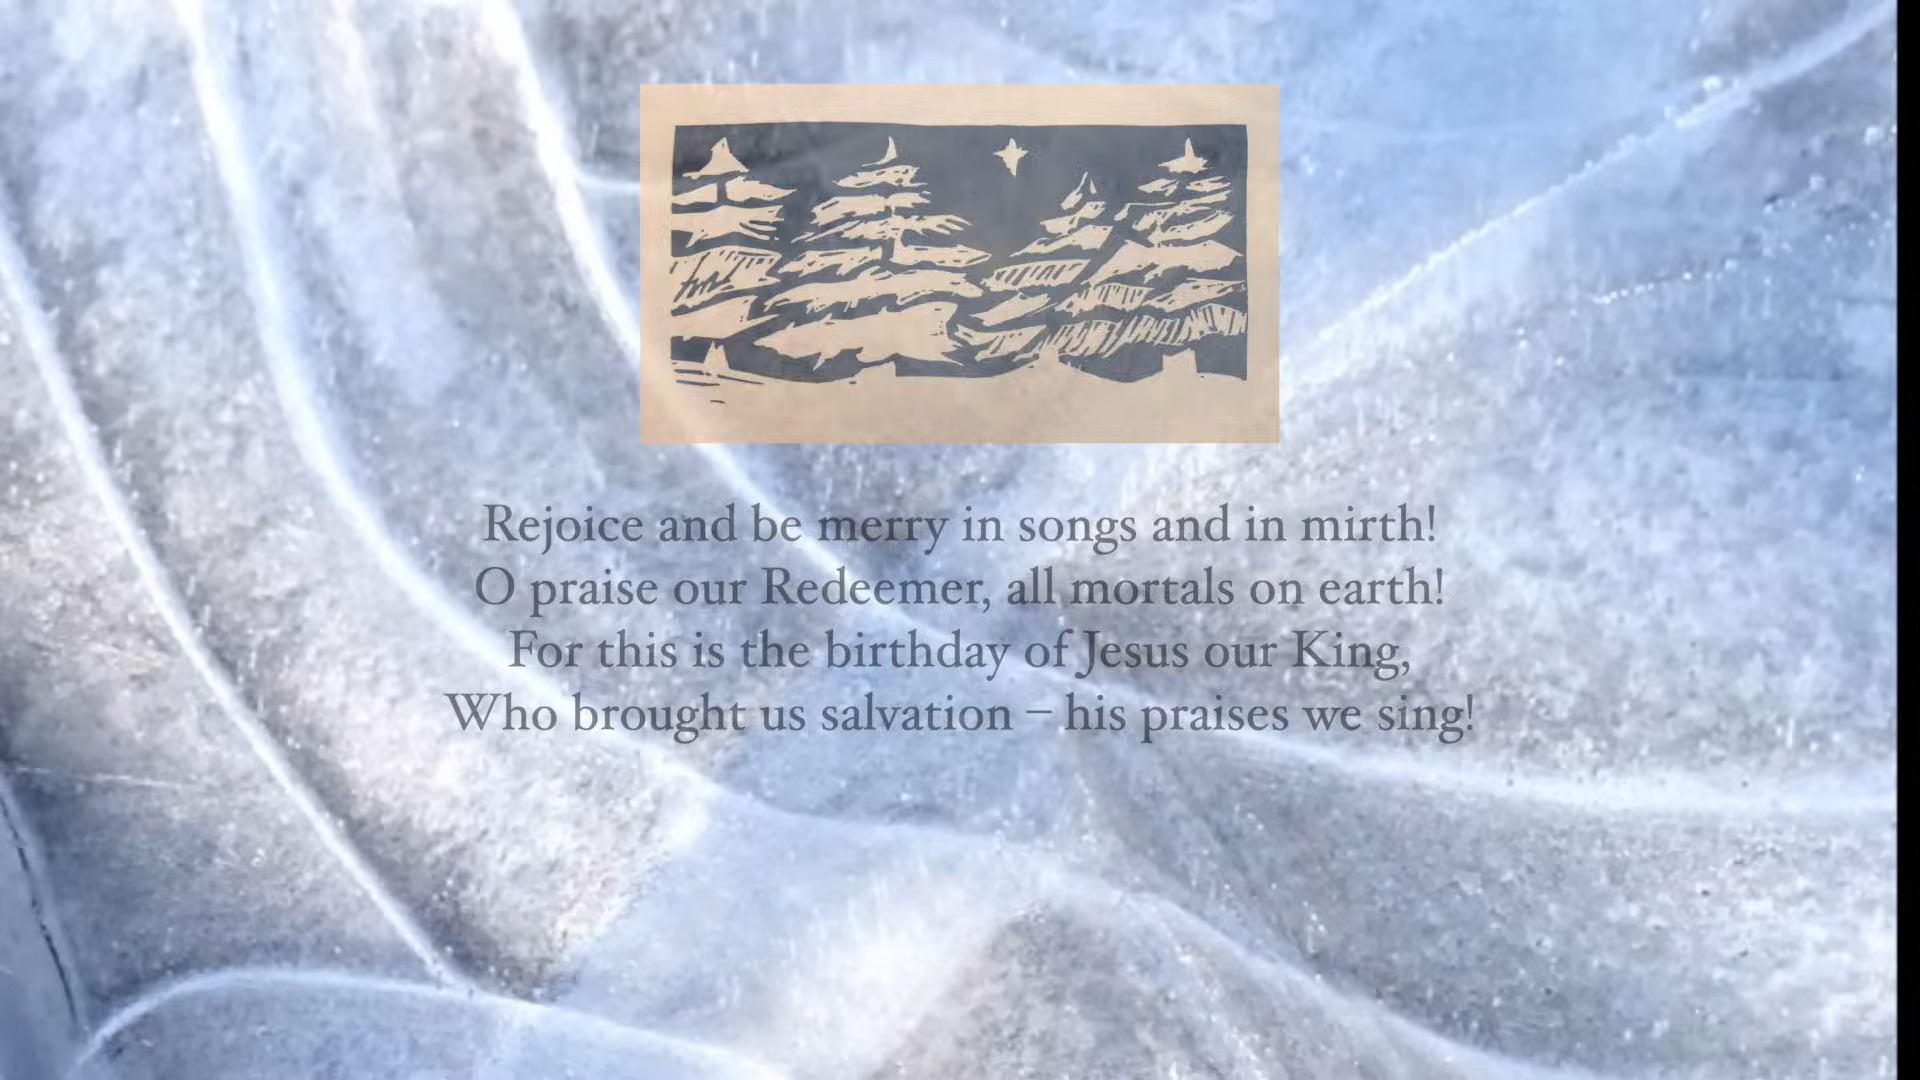 Rejoice and be merry in songs and in mirth!
O praise our Redeemer, all mortals on earth!
For this is the birthday of Jesus our King,
Who brought us salvation – his praises we sing!